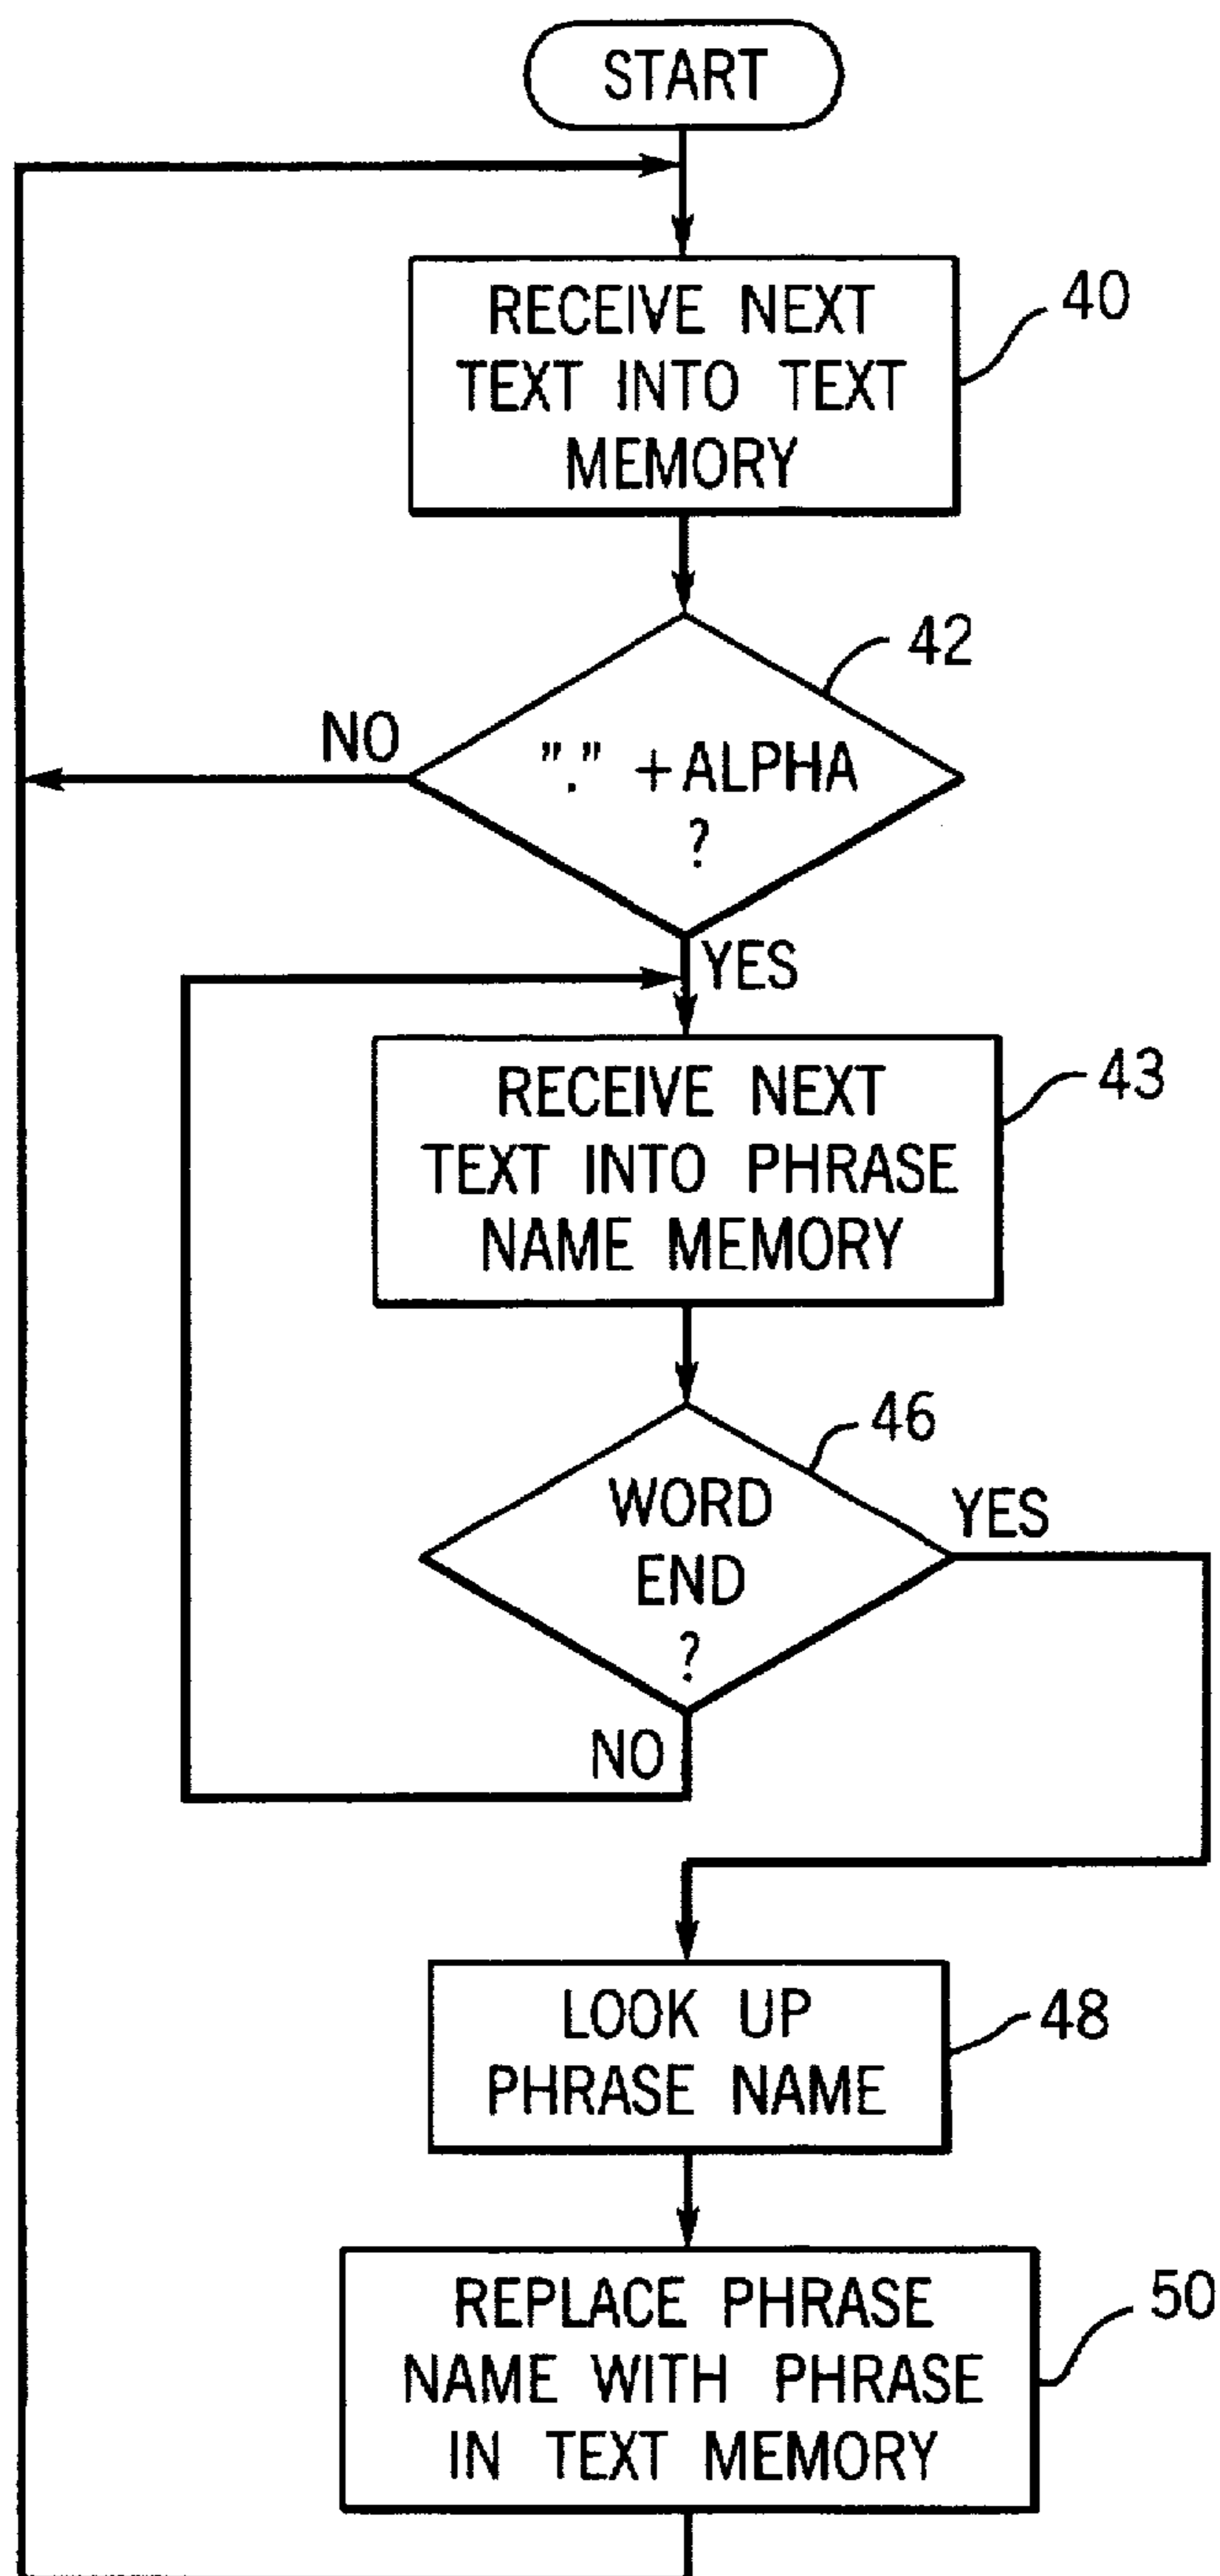 START
RECEIVE NEXT
TEXT INTO TEXT
MEMORY
40
42
NO
"." + ALPHA
?
YES
RECEIVE NEXT
TEXT INTO PHRASE
NAME MEMORY
43
46
WORD
END
?
YES
NO
LOOK UP
PHRASE NAME
48
REPLACE PHRASE
NAME WITH PHRASE
IN TEXT MEMORY
50